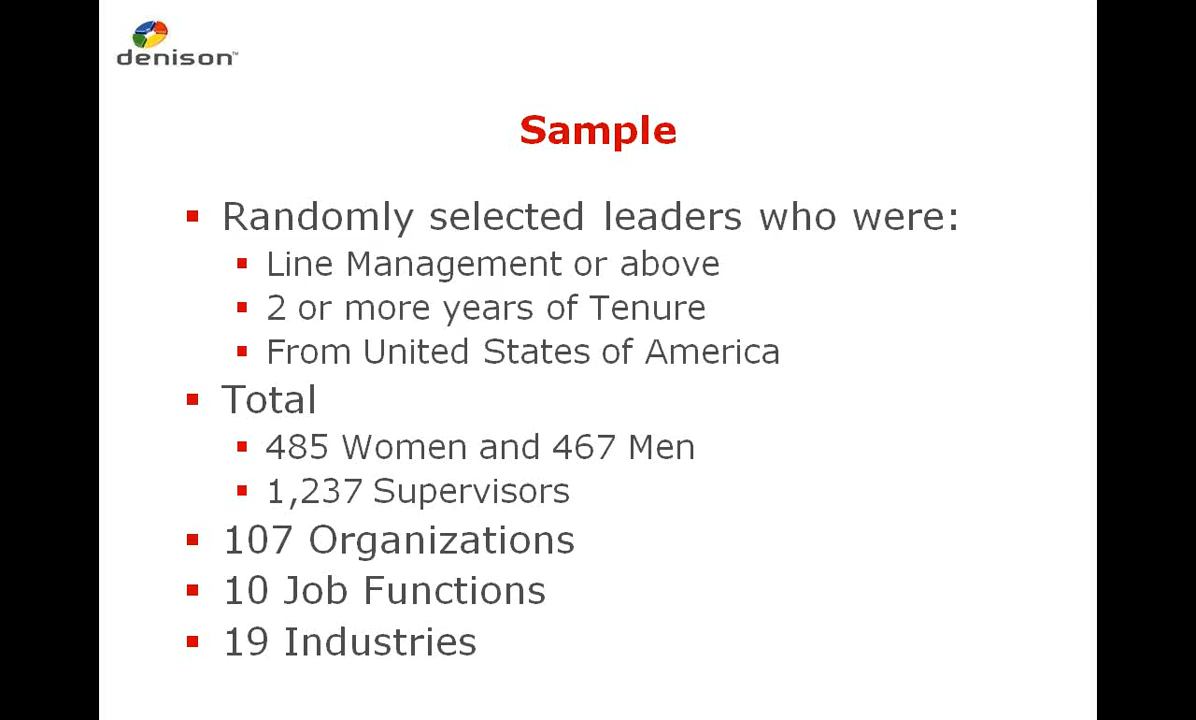 denison™
Sample
Randomly selected leaders who were:
Line Management or above
2 or more years of Tenure
From United States of America
Total
485 Women and 467 Men
1,237 Supervisors
107 Organizations
10 Job Functions
19 Industries